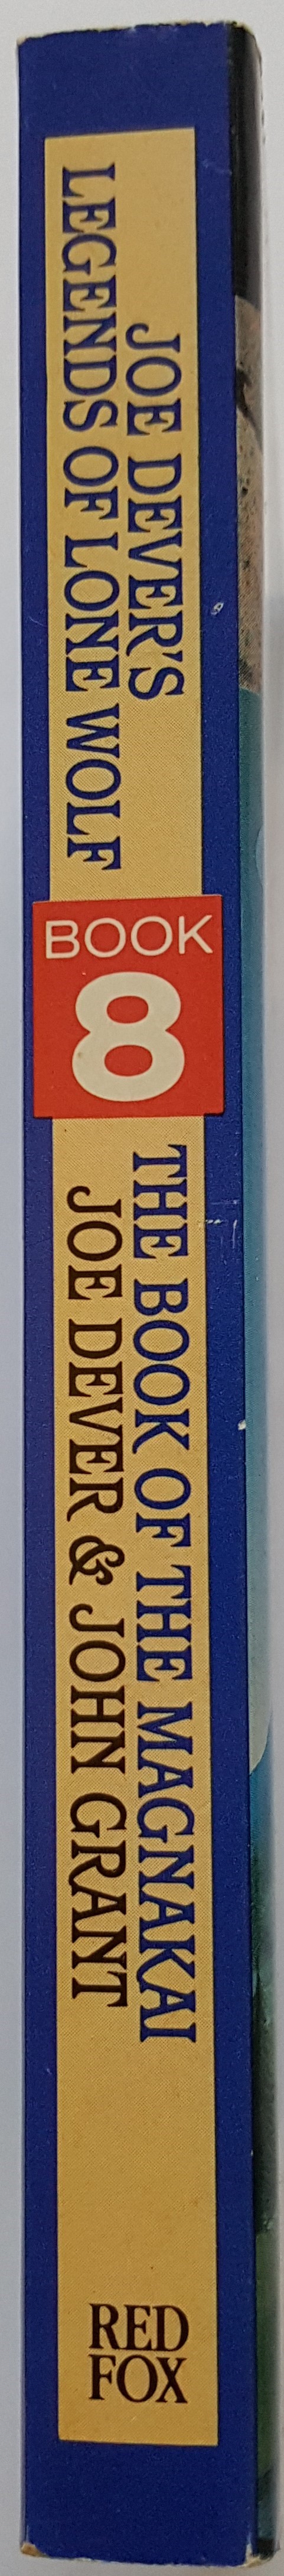 JOE DEVER'S
LEGENDS OF LONE WOLF
BOOK
8
THE BOOK OF THE MAGNAKAI
JOE DEVER & JOHN GRANT
RED
FOX